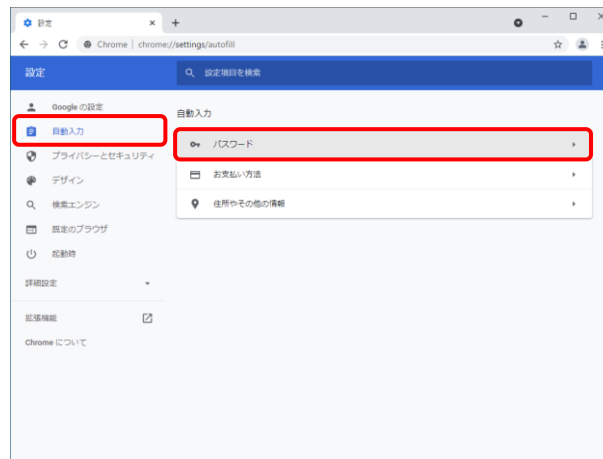 設定
Chrome | chrome://settings/autofill
設定
設定項目を検索
Google の設定
自動入力
プライバシーとセキュリティ
デザイン
検索エンジン
既定のブラウザ
起動時
詳細設定
拡張機能
Chrome について
自動入力
パスワード
お支払い方法
住所やその他の情報